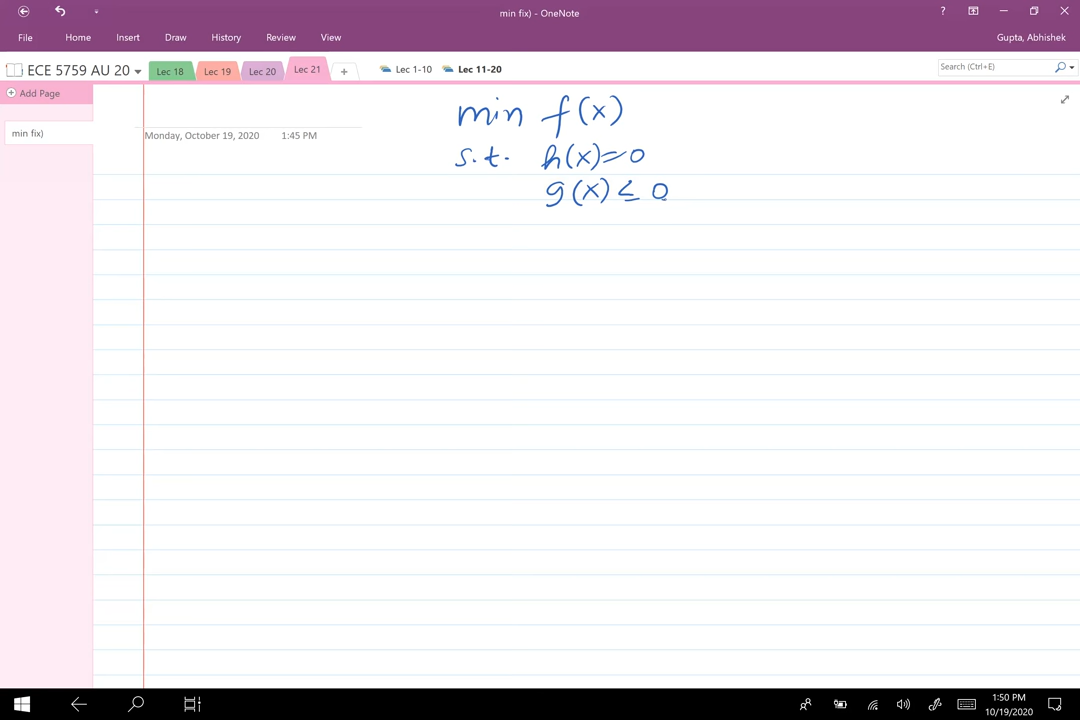 min fix) - OneNote
?
File Home Insert Draw History Review View
Gupta, Abhishek
ECE 5759 AU 20
Lec 18
Lec 19
Lec 20
Lec 21
+
Lec 1-10
Lec 11-20
Search (Ctrl+E)
Add Page
min fix)
Monday, October 19, 2020 1:45 PM
min f(x)
s.t. h(x)=0
g(x) ≤ 0
1:50 PM
10/19/2020